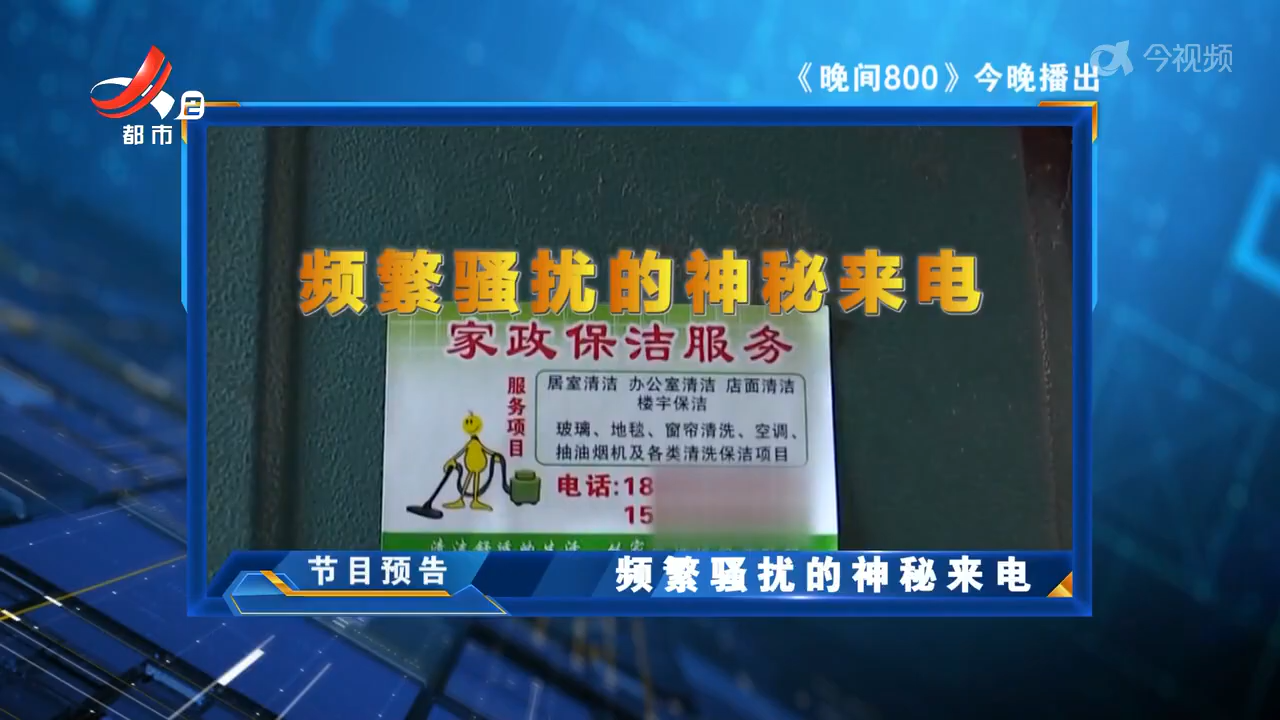 《晚间800》今晚播出
今视频
2
都市
频繁骚扰的神秘来电
家政保洁服务
服务项目
居室清洁 办公室清洁 店面清洁
楼宇保洁
玻璃、地毯、窗帘清洗、空调、
抽油烟机及各类清洗保洁项目
电话:18
15
节目预告
频繁骚扰的神秘来电